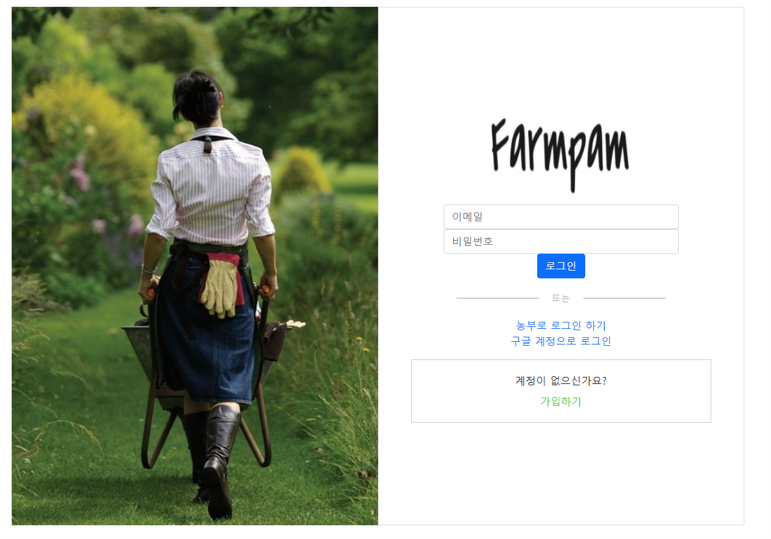 Farmpam
이메일
비밀번호
로그인
또는
농부로 로그인 하기
구글 계정으로 로그인
계정이 없으신가요?
가입하기